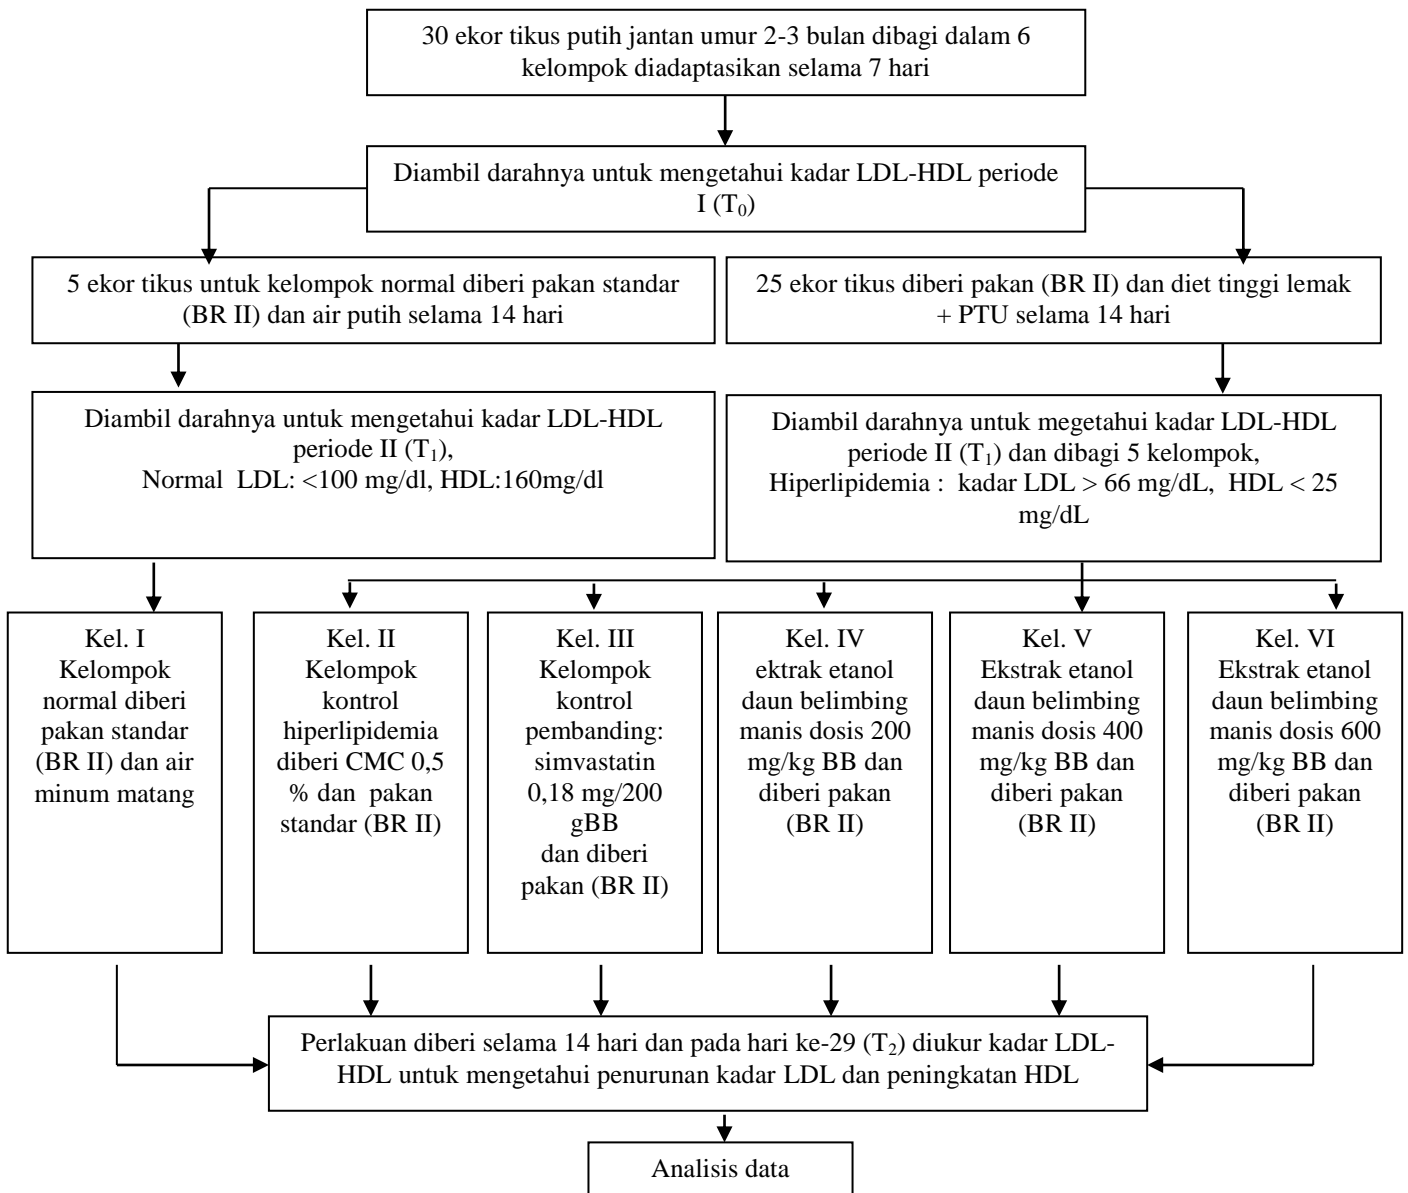 30 ekor tikus putih jantan umur 2-3 bulan dibagi dalam 6
kelompok diadaptasikan selama 7 hari
Diambil darahnya untuk mengetahui kadar LDL-HDL periode
I (T₀)
5 ekor tikus untuk kelompok normal diberi pakan standar
(BR II) dan air putih selama 14 hari
25 ekor tikus diberi pakan (BR II) dan diet tinggi lemak
+ PTU selama 14 hari
Diambil darahnya untuk mengetahui kadar LDL-HDL
periode II (T₁),
Normal LDL: <100 mg/dl, HDL:160mg/dl
Diambil darahnya untuk megetahui kadar LDL-HDL
periode II (T₁) dan dibagi 5 kelompok,
Hiperlipidemia : kadar LDL > 66 mg/dL, HDL < 25
mg/dL
Kel. I
Kelompok
normal diberi
pakan standar
(BR II) dan air
minum matang
Kel. II
Kelompok
kontrol
hiperlipidemia
diberi CMC 0,5
% dan pakan
standar (BR II)
Kel. III
Kelompok
kontrol
pembanding:
simvastatin
0,18 mg/200
gBB
dan diberi
pakan (BR II)
Kel. IV
ektrak etanol
daun belimbing
manis dosis 200
mg/kg BB dan
diberi pakan
(BR II)
Kel. V
Ekstrak etanol
daun belimbing
manis dosis 400
mg/kg BB dan
diberi pakan
(BR II)
Kel. VI
Ekstrak etanol
daun belimbing
manis dosis 600
mg/kg BB dan
diberi pakan
(BR II)
Perlakuan diberi selama 14 hari dan pada hari ke-29 (T₂) diukur kadar LDL-
HDL untuk mengetahui penurunan kadar LDL dan peningkatan HDL
Analisis data